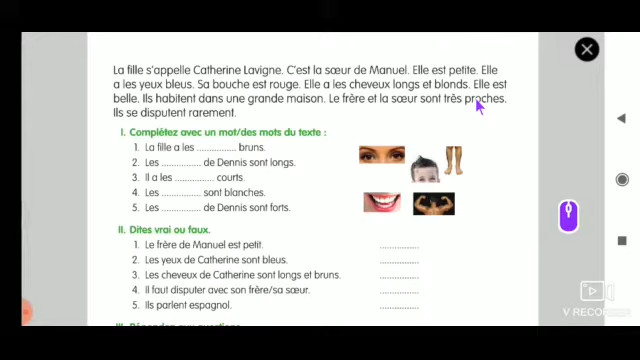 La fille s'appelle Catherine Lavigne. C'est la sœur de Manuel. Elle est petite. Elle
a les yeux bleus. Sa bouche est rouge. Elle a les cheveux longs et blonds. Elle est
belle. Ils habitent dans une grande maison. Le frère et la sœur sont très proches.
Ils se disputent rarement.
I. Complétez avec un mot/des mots du texte :
1. La fille a les ................ bruns.
2. Les ................ de Dennis sont longs.
3. Il a les ................ courts.
4. Les ................ sont blanches.
5. Les ................ de Dennis sont forts.
II. Dites vrai ou faux.
1. Le frère de Manuel est petit. ................
2. Les yeux de Catherine sont bleus. ................
3. Les cheveux de Catherine sont longs et bruns. ................
4. Il faut disputer avec son frère/sa sœur. ................
5. Ils parlent espagnol. ................
V RECORDER